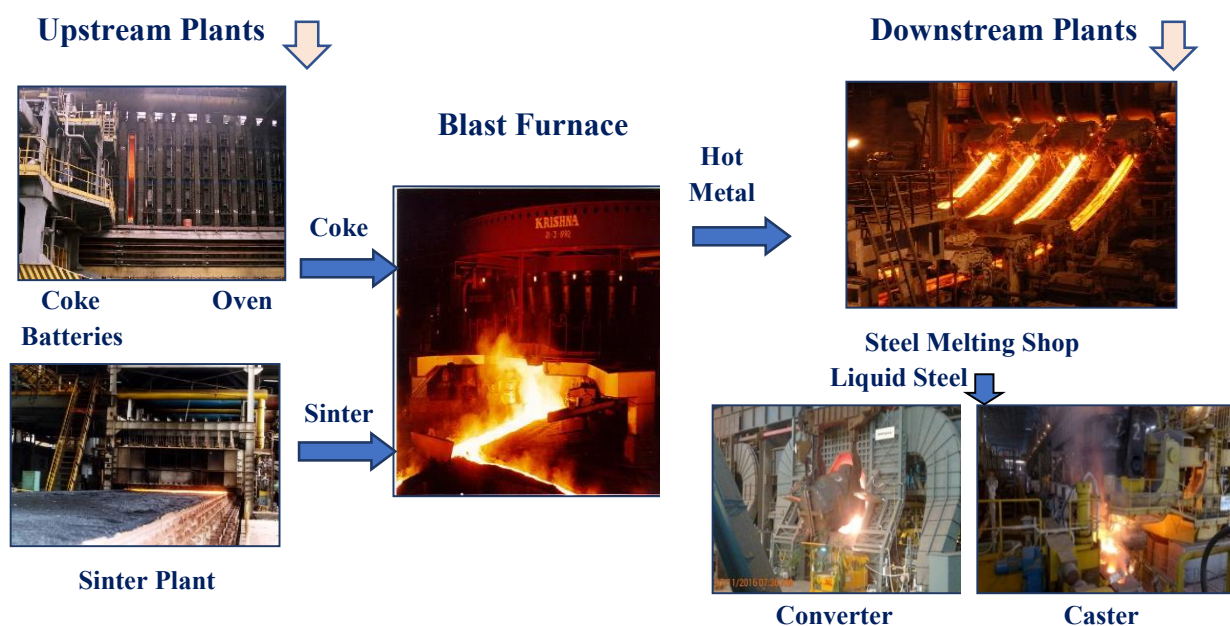 Upstream Plants
Downstream Plants
Blast Furnace
Hot
Metal
Coke
KRISHNA
Coke Oven
Batteries
Steel Melting Shop
Liquid Steel
Sinter
Sinter Plant
Converter
Caster